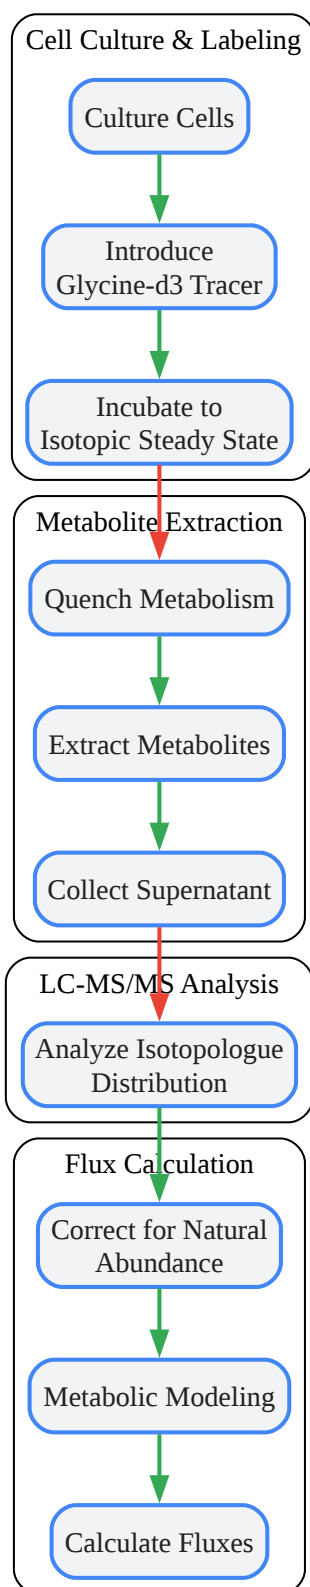 Cell Culture & Labeling
Culture Cells
Introduce
Glycine-d3 Tracer
Incubate to
Isotopic Steady State
Metabolite Extraction
Quench Metabolism
Extract Metabolites
Collect Supernatant
LC-MS/MS Analysis
Analyze Isotopologue
Distribution
Flux Calculation
Correct for Natural
Abundance
Metabolic Modeling
Calculate Fluxes